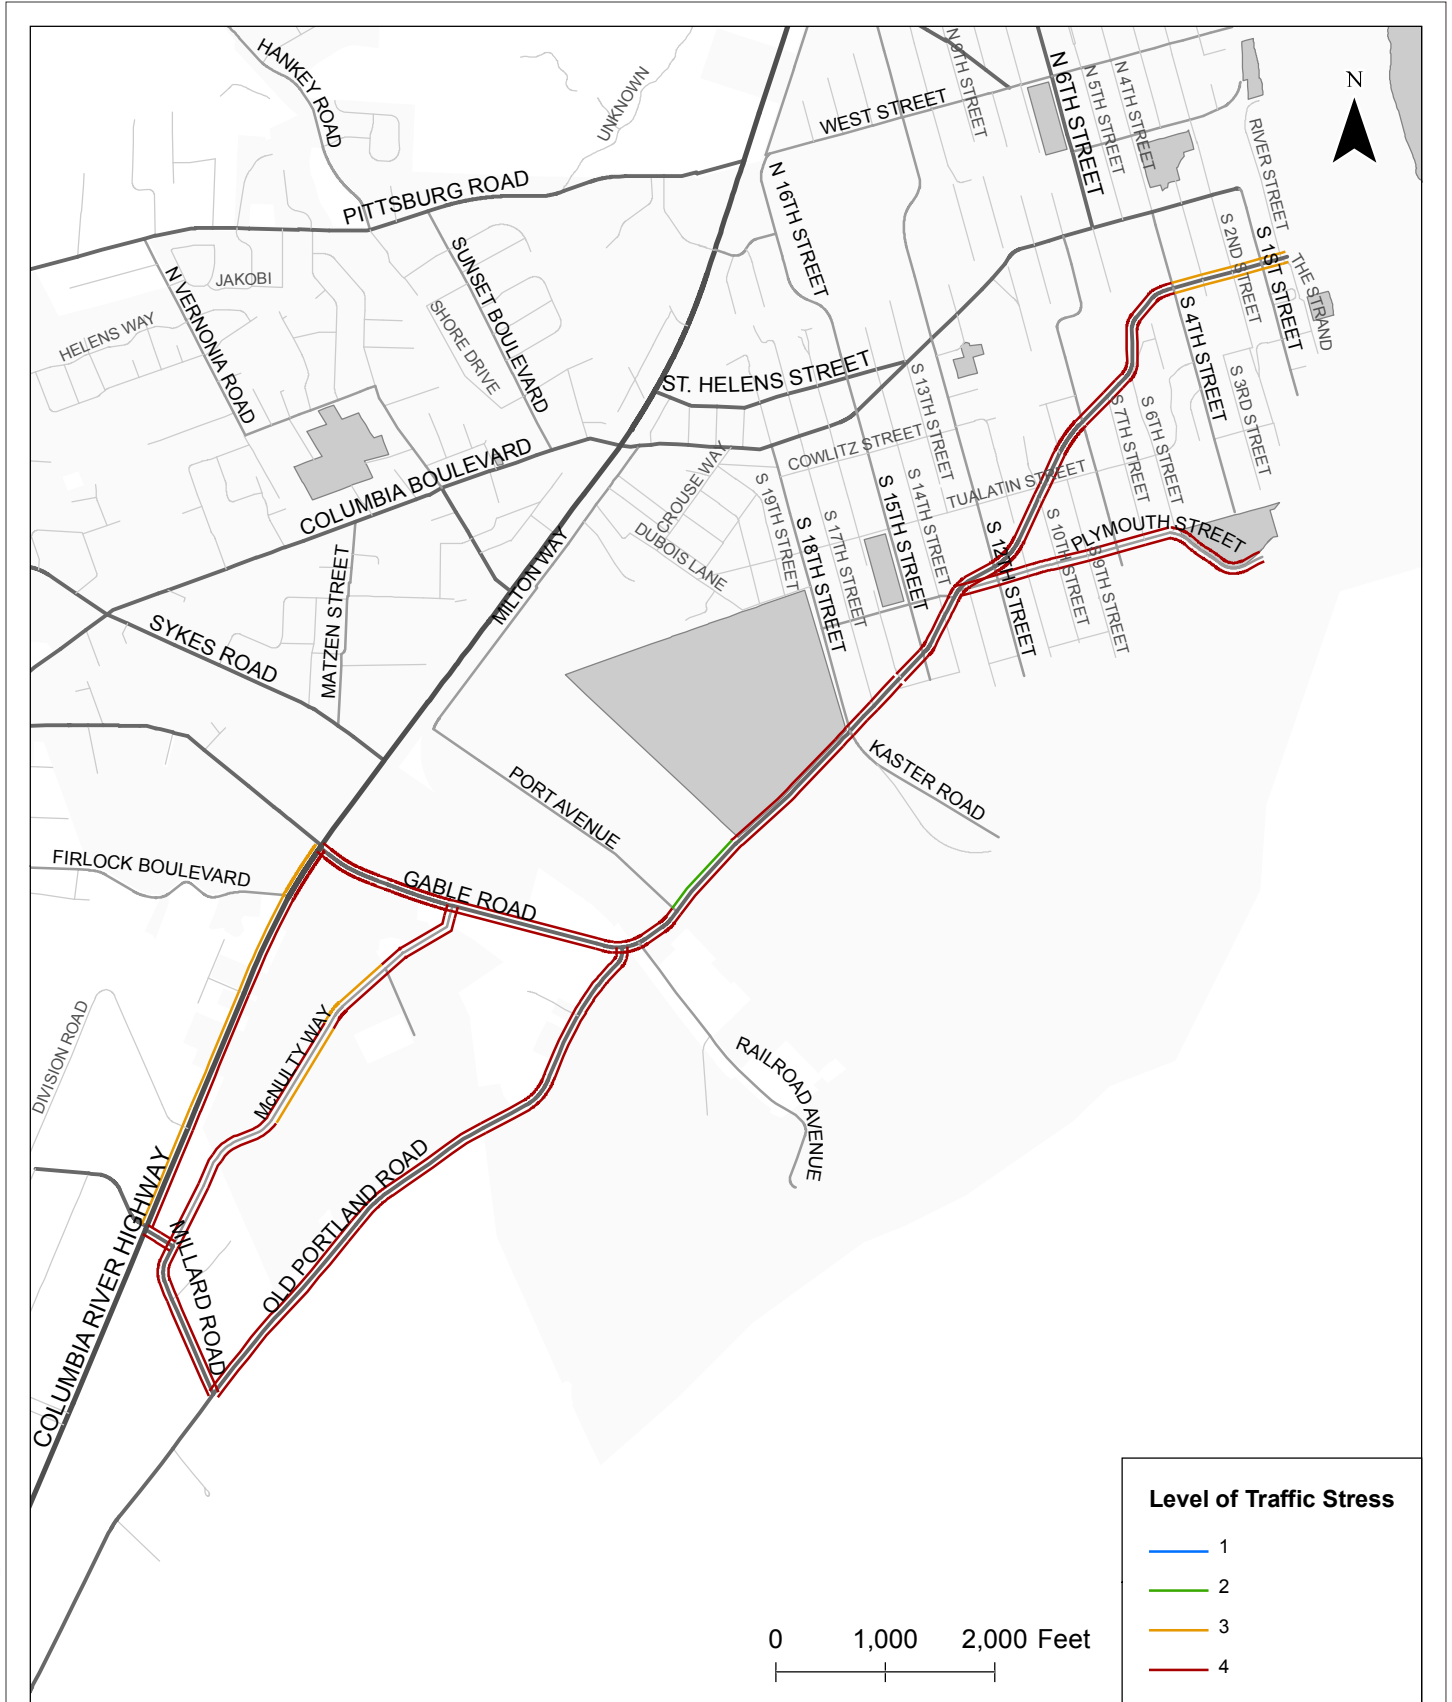 HANKEY ROAD
UNKNOWN
N 9TH STREET
N 6TH STREET
N 5TH STREET
N 4TH STREET
N
WEST STREET
RIVER STREET
PITTSBURG ROAD
N 16TH STREET
S 2ND STREET
S 1ST STREET
THE STRAND
SUNSET BOULEVARD
JAKOBI
N VERNONIA ROAD
HELENS WAY
SHORE DRIVE
S 4TH STREET
ST. HELENS STREET
S 13TH STREET
S 3RD STREET
S 7TH STREET
S 6TH STREET
COLUMBIA BOULEVARD
CROUSE WAY
COWLITZ STREET
TUALATIN STREET
S 19TH STREET
S 18TH STREET
S 17TH STREET
S 15TH STREET
S 14TH STREET
S 12TH STREET
S 10TH STREET
S 9TH STREET
PLYMOUTH STREET
DUBOIS LANE
MILTON WAY
MATZEN STREET
SYKES ROAD
KASTER ROAD
PORT AVENUE
FIRLOCK BOULEVARD
GABLE ROAD
DIVISION ROAD
McNULTY WAY
RAILROAD AVENUE
OLD PORTLAND ROAD
MILLARD ROAD
COLUMBIA RIVER HIGHWAY
Level of Traffic Stress
1
2
3
4
0 1,000 2,000 Feet